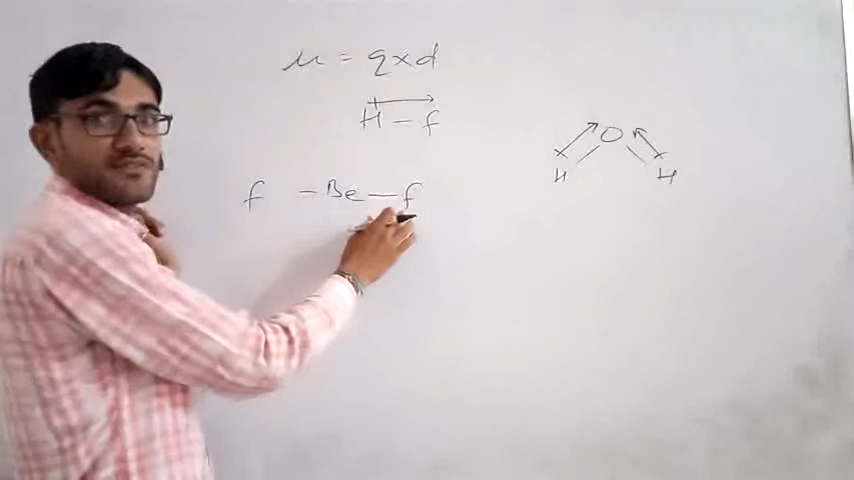 μ = q×d
H – f
f – Be – f
O
H H